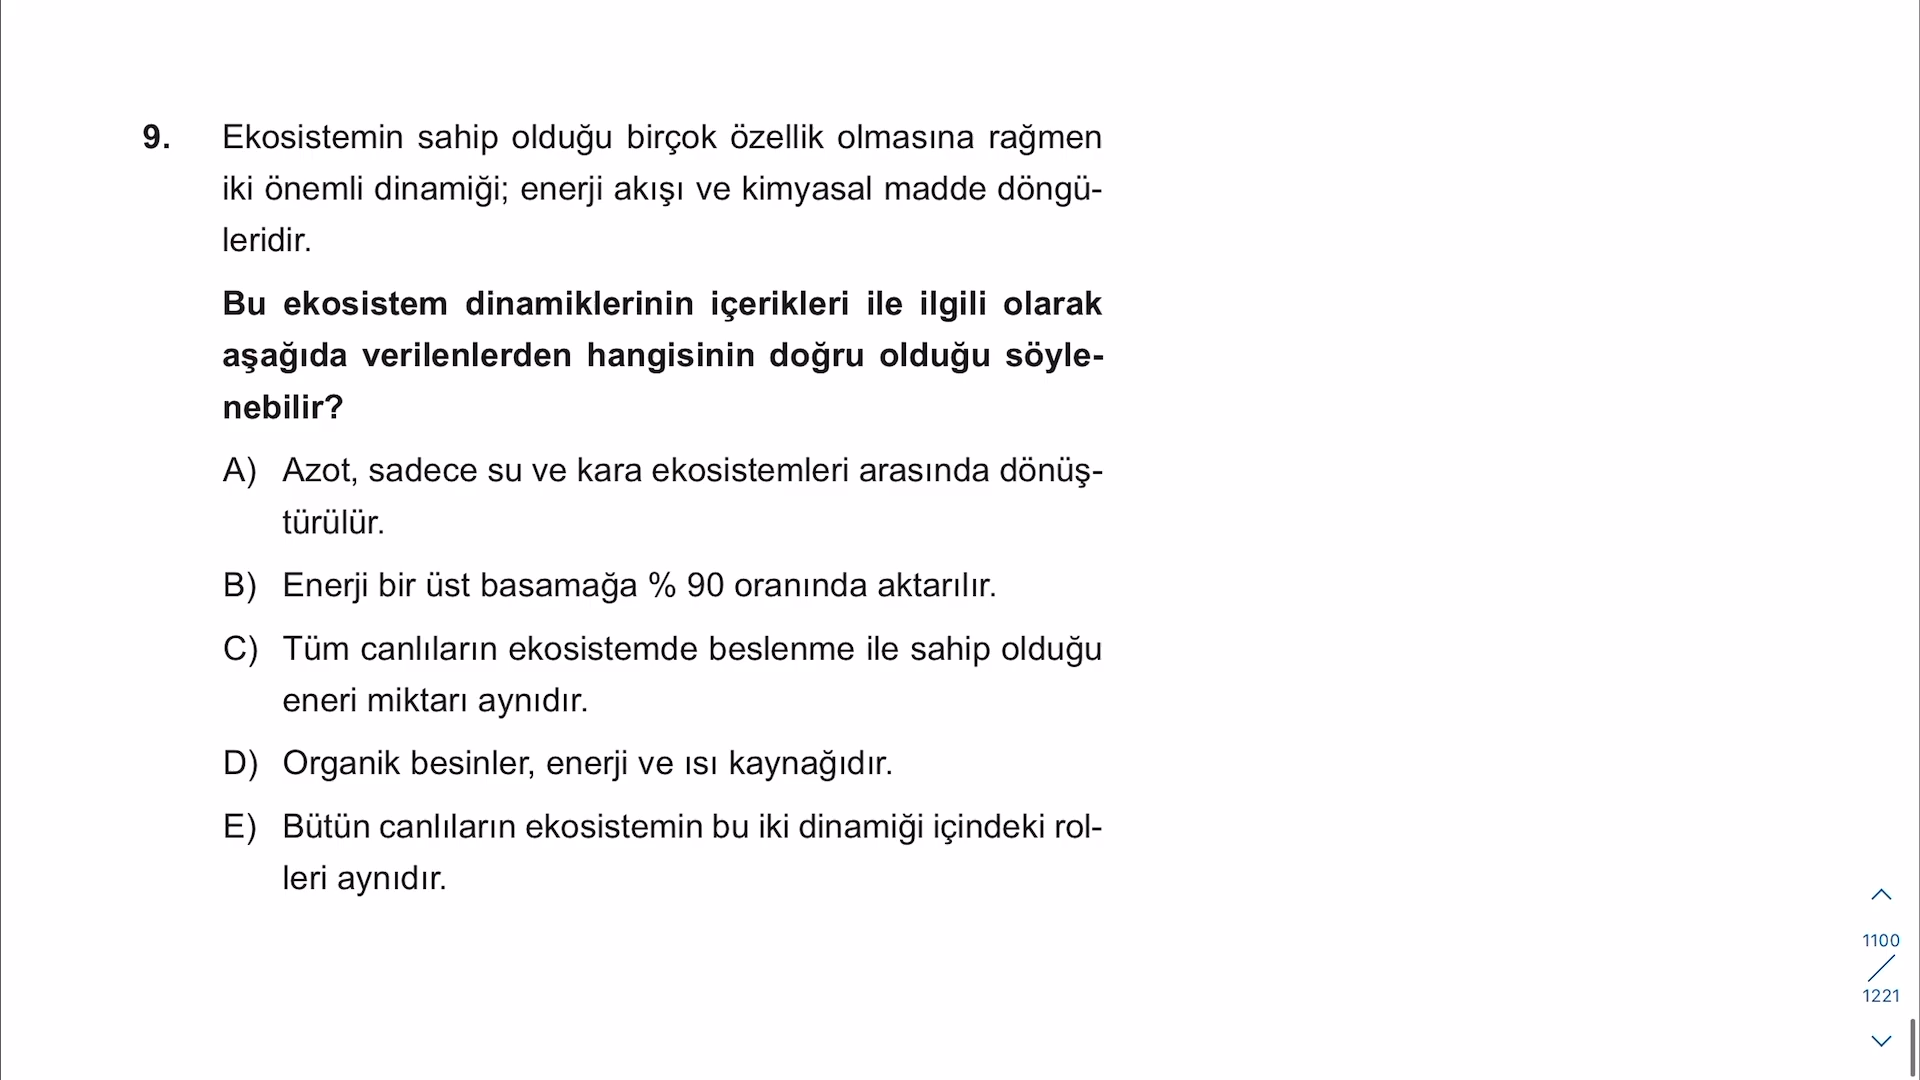 9. Ekosistemin sahip olduğu birçok özellik olmasına rağmen
iki önemli dinamiği; enerji akışı ve kimyasal madde döngü-
leridir.
Bu ekosistem dinamiklerinin içerikleri ile ilgili olarak
aşağıda verilenlerden hangisinin doğru olduğu söyle-
nebilir?
A) Azot, sadece su ve kara ekosistemleri arasında dönüş-
türülür.
B) Enerji bir üst basamağa % 90 oranında aktarılır.
C) Tüm canlıların ekosistemde beslenme ile sahip olduğu
eneri miktarı aynıdır.
D) Organik besinler, enerji ve ısı kaynağıdır.
E) Bütün canlıların ekosistemin bu iki dinamiği içindeki rol-
leri aynıdır.
1100
1221